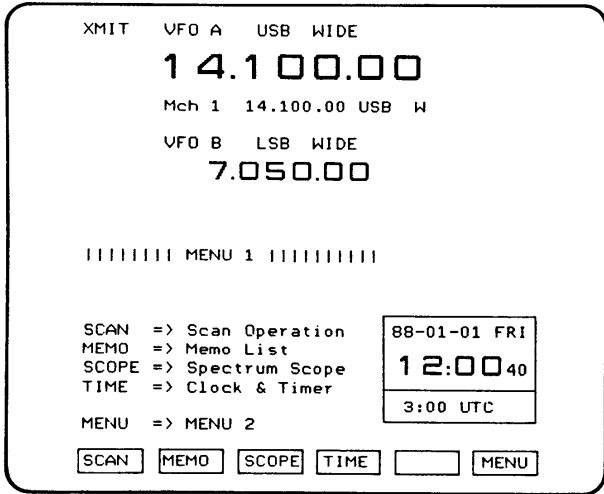 XMIT VFO A USB WIDE
14.100.00
Mch 1 14.100.00 USB W
VFO B LSB WIDE
7.050.00
|||||||| MENU 1 ||||||||||
SCAN => Scan Operation
MEMO => Memo List
SCOPE => Spectrum Scope
TIME => Clock & Timer
MENU => MENU 2
88-01-01 FRI
12:00 40
3:00 UTC
SCAN MEMO SCOPE TIME MENU